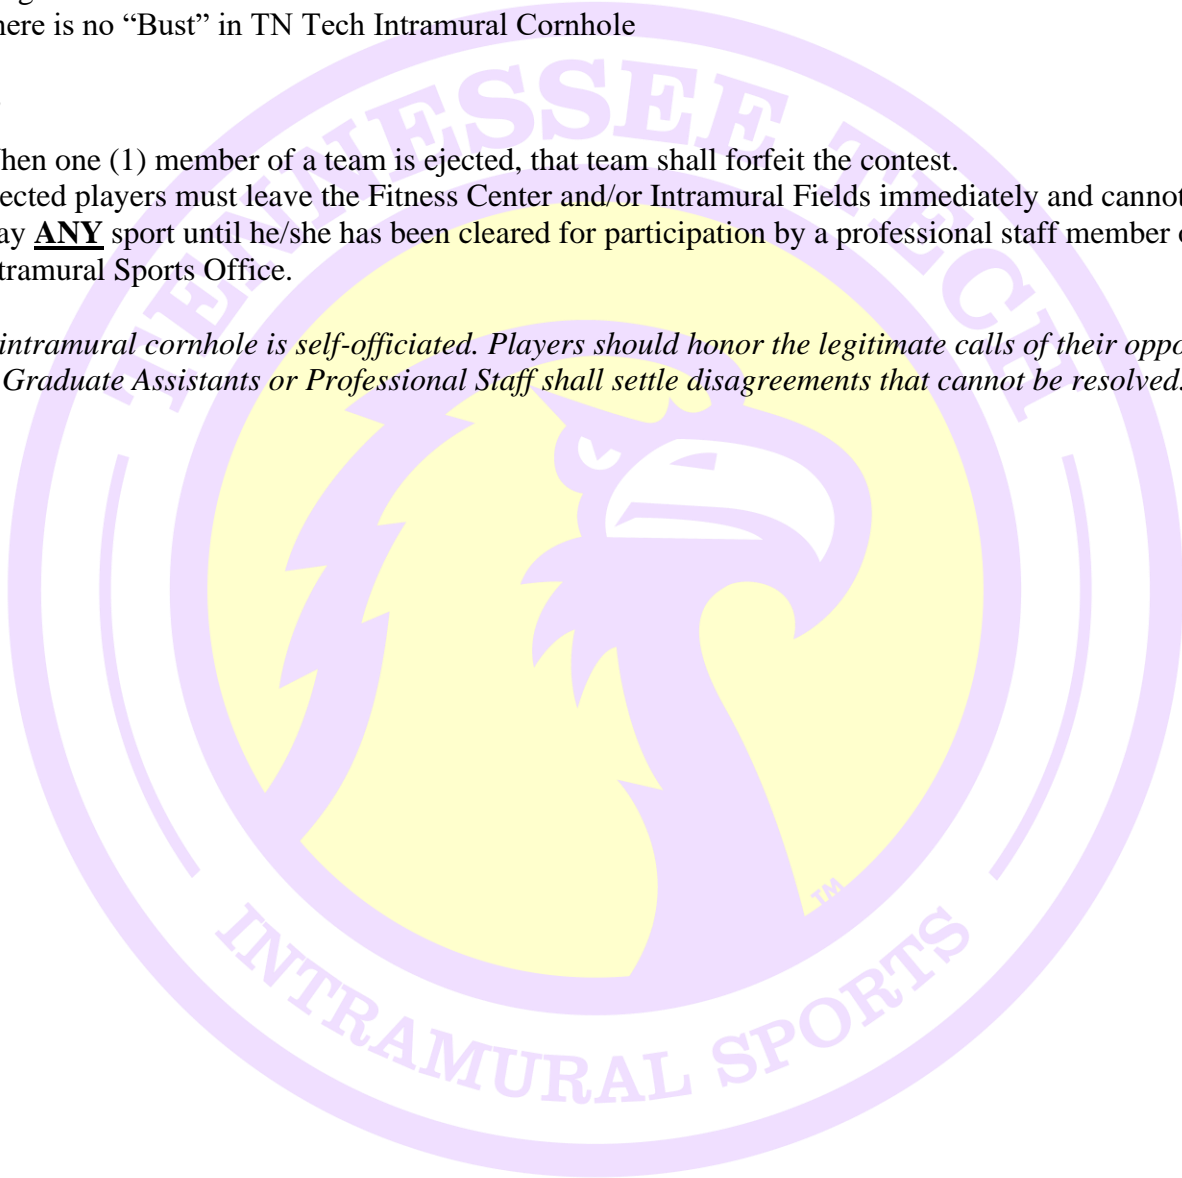 here is no “Bust” in TN Tech Intramural Cornhole
hen one (1) member of a team is ejected, that team shall forfeit the contest.
ected players must leave the Fitness Center and/or Intramural Fields immediately and cannot
ay ANY sport until he/she has been cleared for participation by a professional staff member
tramural Sports Office.
intramural cornhole is self-officiated. Players should honor the legitimate calls of their oppo
Graduate Assistants or Professional Staff shall settle disagreements that cannot be resolved.
TENNESSEE TECH
TM
INTRAMURAL SPORTS